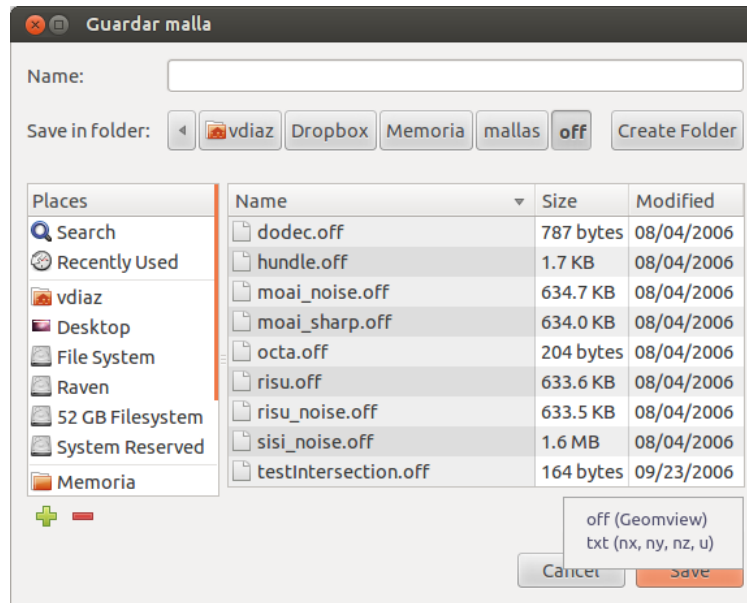 Guardar malla
Name:
Save in folder: vdiaz Dropbox Memoria mallas off Create Folder
Places
Search
Recently Used
vdiaz
Desktop
File System
Raven
52 GB Filesystem
System Reserved
Memoria
Name Size Modified
dodec.off 787 bytes 08/04/2006
hundle.off 1.7 KB 08/04/2006
moai_noise.off 634.7 KB 08/04/2006
moai_sharp.off 634.0 KB 08/04/2006
octa.off 204 bytes 08/04/2006
risu.off 633.6 KB 08/04/2006
risu_noise.off 633.5 KB 08/04/2006
sisi_noise.off 1.6 MB 08/04/2006
testIntersection.off 164 bytes 09/23/2006
off (Geomview)
txt (nx, ny, nz, u)
Cancel Save